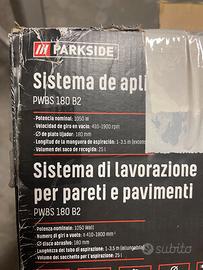 PARKSIDE
Sistema de apli
PWBS 180 B2
- Potencia nominal: 1050 W
- Velocidad de giro en vacío: 410-1900 rpm
- Ø de plato lijador: 180 mm
- Longitud de la manguera de aspiración: 1-3.5 m
- Volumen del saco de recogida: 25 l
Sistema di lavorazione
per pareti e pavimenti
PWBS 180 B2
- Potenza nominale: 1050 Watt
- Numero di giri a vuoto: n 410-1900 min⁻¹
- Ø disco abrasivo: 180 mm
- Lunghezza tubo di aspirazione: 1-3.5 m
- Volume del sacchetto per l'aspirazione: 25 l
subito